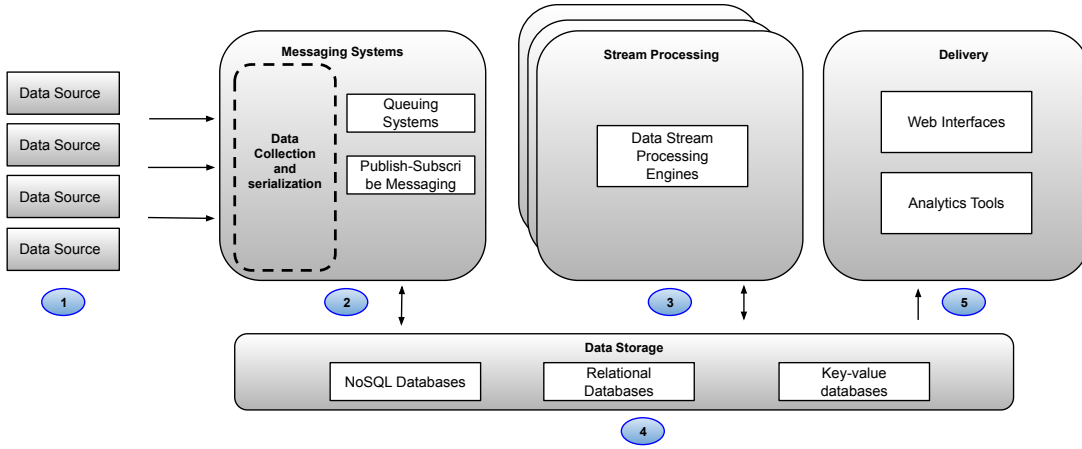 Messaging Systems
Stream Processing
Delivery
Data Source
Data Source
Data Source
Data Source
Data
Collection
and
serialization
Queuing
Systems
Publish-Subscri
be Messaging
Data Stream
Processing
Engines
Web Interfaces
Analytics Tools
1
2
3
5
Data Storage
NoSQL Databases
Relational
Databases
Key-value
databases
4